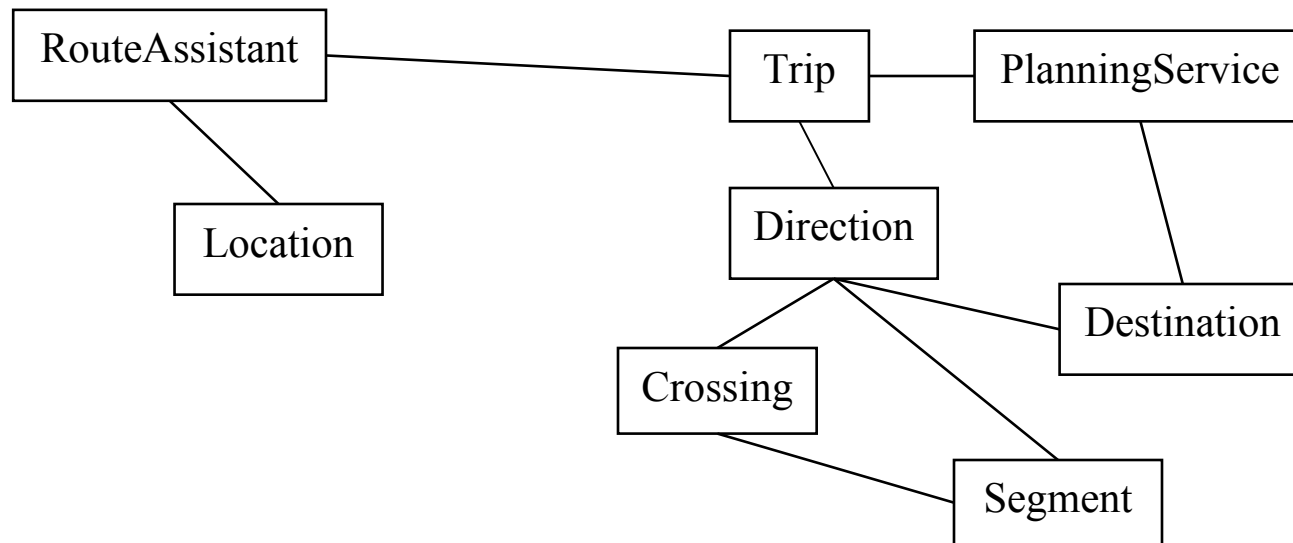 RouteAssistant
Trip
PlanningService
Location
Direction
Destination
Crossing
Segment